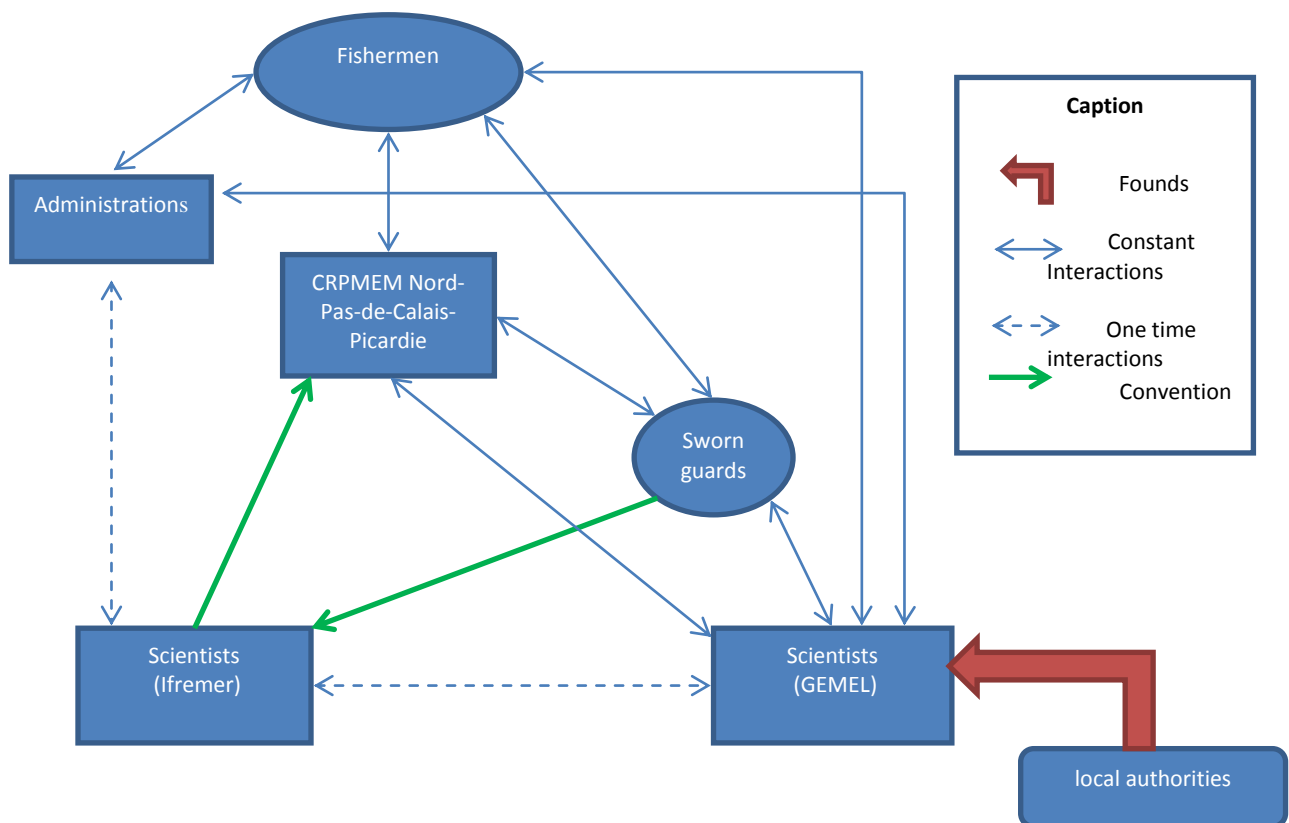 Fishermen
Administrations
CRPMEM Nord-
Pas-de-Calais-
Picardie
Sworn
guards
Scientists
(Ifremer)
Scientists
(GEMEL)
local authorities
Caption
Founds
Constant
Interactions
One time
interactions
Convention